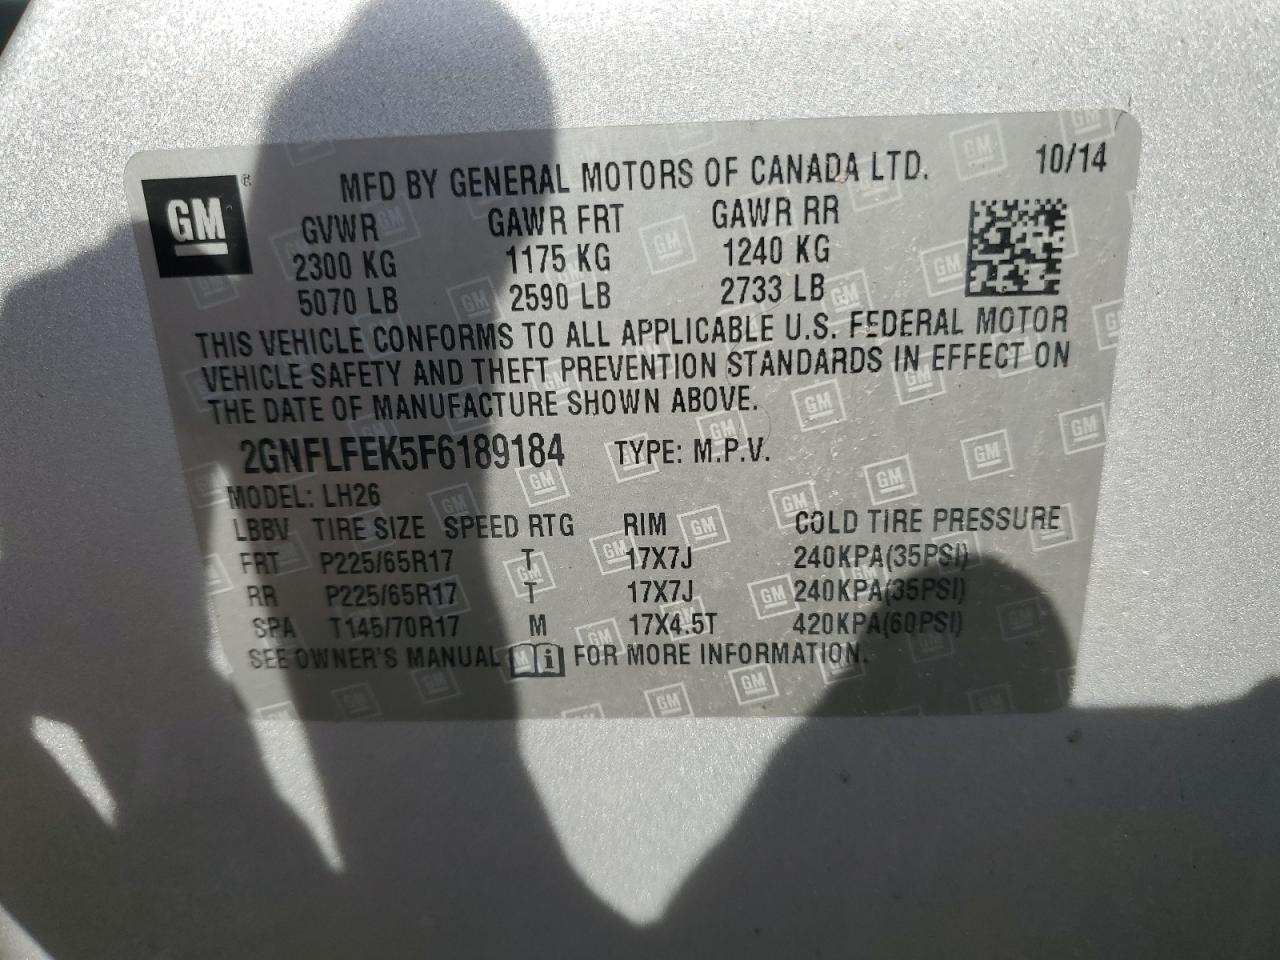 GM ® MFD BY GENERAL MOTORS OF CANADA LTD. 10/14
GVWR GAWR FRT GAWR RR
2300 KG 1175 KG 1240 KG
5070 LB 2590 LB 2733 LB
THIS VEHICLE CONFORMS TO ALL APPLICABLE U.S. FEDERAL MOTOR
VEHICLE SAFETY AND THEFT PREVENTION STANDARDS IN EFFECT ON
THE DATE OF MANUFACTURE SHOWN ABOVE.
2GNFLFEK5F6189184 TYPE: M.P.V.
MODEL: LH26
LBBV TIRE SIZE SPEED RTG RIM COLD TIRE PRESSURE
FRT P225/65R17 T 17X7J 240KPA(35PSI)
RR P225/65R17 T 17X7J 240KPA(35PSI)
SPA T145/70R17 M 17X4.5T 420KPA(60PSI)
SEE OWNER'S MANUAL i FOR MORE INFORMATION.